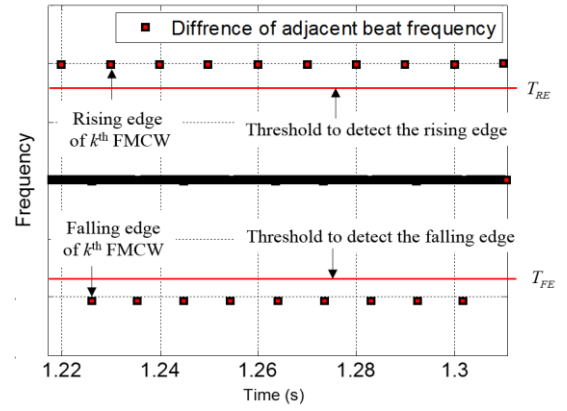 Diffrence of adjacent beat frequency
T_RE
Rising edge
of kth FMCW
Threshold to detect the rising edge
Frequency
Falling edge
of kth FMCW
Threshold to detect the falling edge
T_FE
1.22 1.24 1.26 1.28 1.3
Time (s)